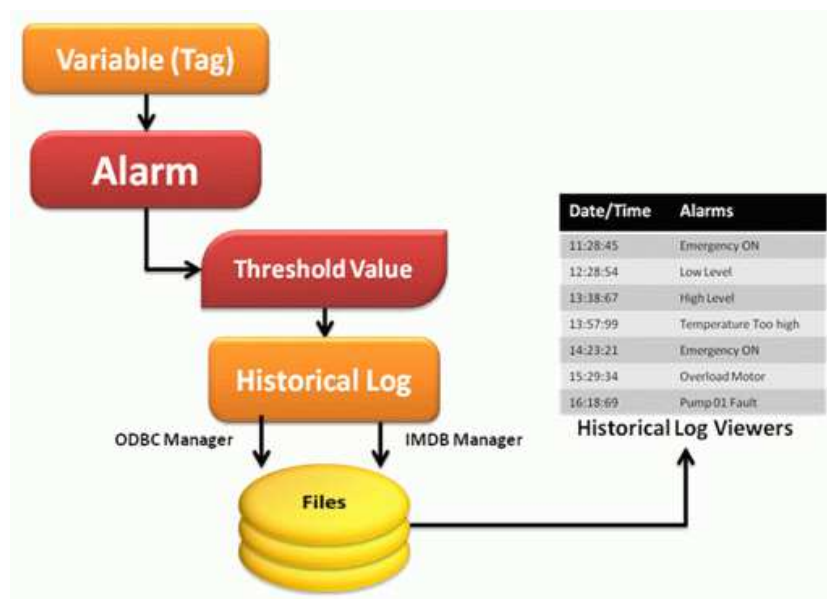 Variable (Tag)
Alarm
Threshold Value
Historical Log
ODBC Manager
IMDB Manager
Files
Date/Time Alarms
11:28:45 Emergency ON
12:28:54 Low Level
13:38:67 High Level
13:57:99 Temperature Too high
14:23:21 Emergency ON
15:29:34 Overload Motor
16:18:69 Pump 01 Fault
Historical Log Viewers